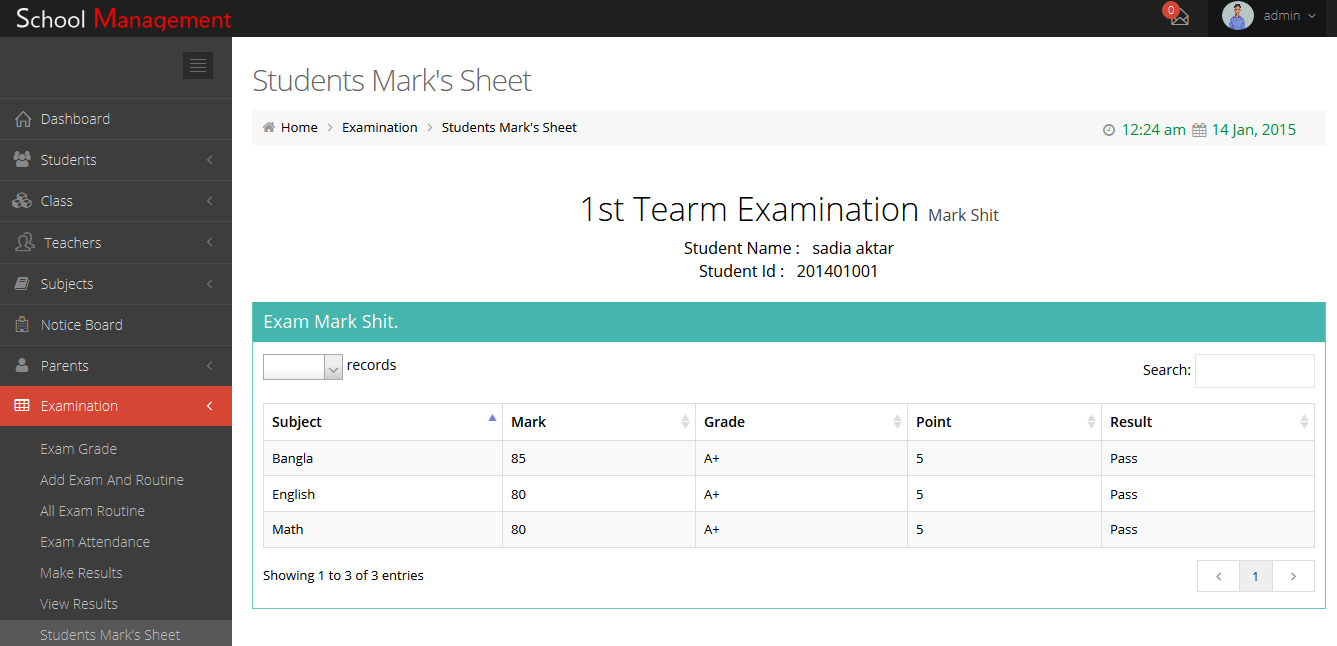 School Management
0
admin
Dashboard
Students
Class
Teachers
Subjects
Notice Board
Parents
Examination
Exam Grade
Add Exam And Routine
All Exam Routine
Exam Attendance
Make Results
View Results
Students Mark's Sheet
Students Mark's Sheet
Home > Examination > Students Mark's Sheet
12:24 am 14 Jan, 2015
1st Tearm Examination Mark Shit
Student Name : sadia aktar
Student Id : 201401001
Exam Mark Shit.
records
Search:
Subject Mark Grade Point Result
Bangla 85 A+ 5 Pass
English 80 A+ 5 Pass
Math 80 A+ 5 Pass
Showing 1 to 3 of 3 entries
< 1 >